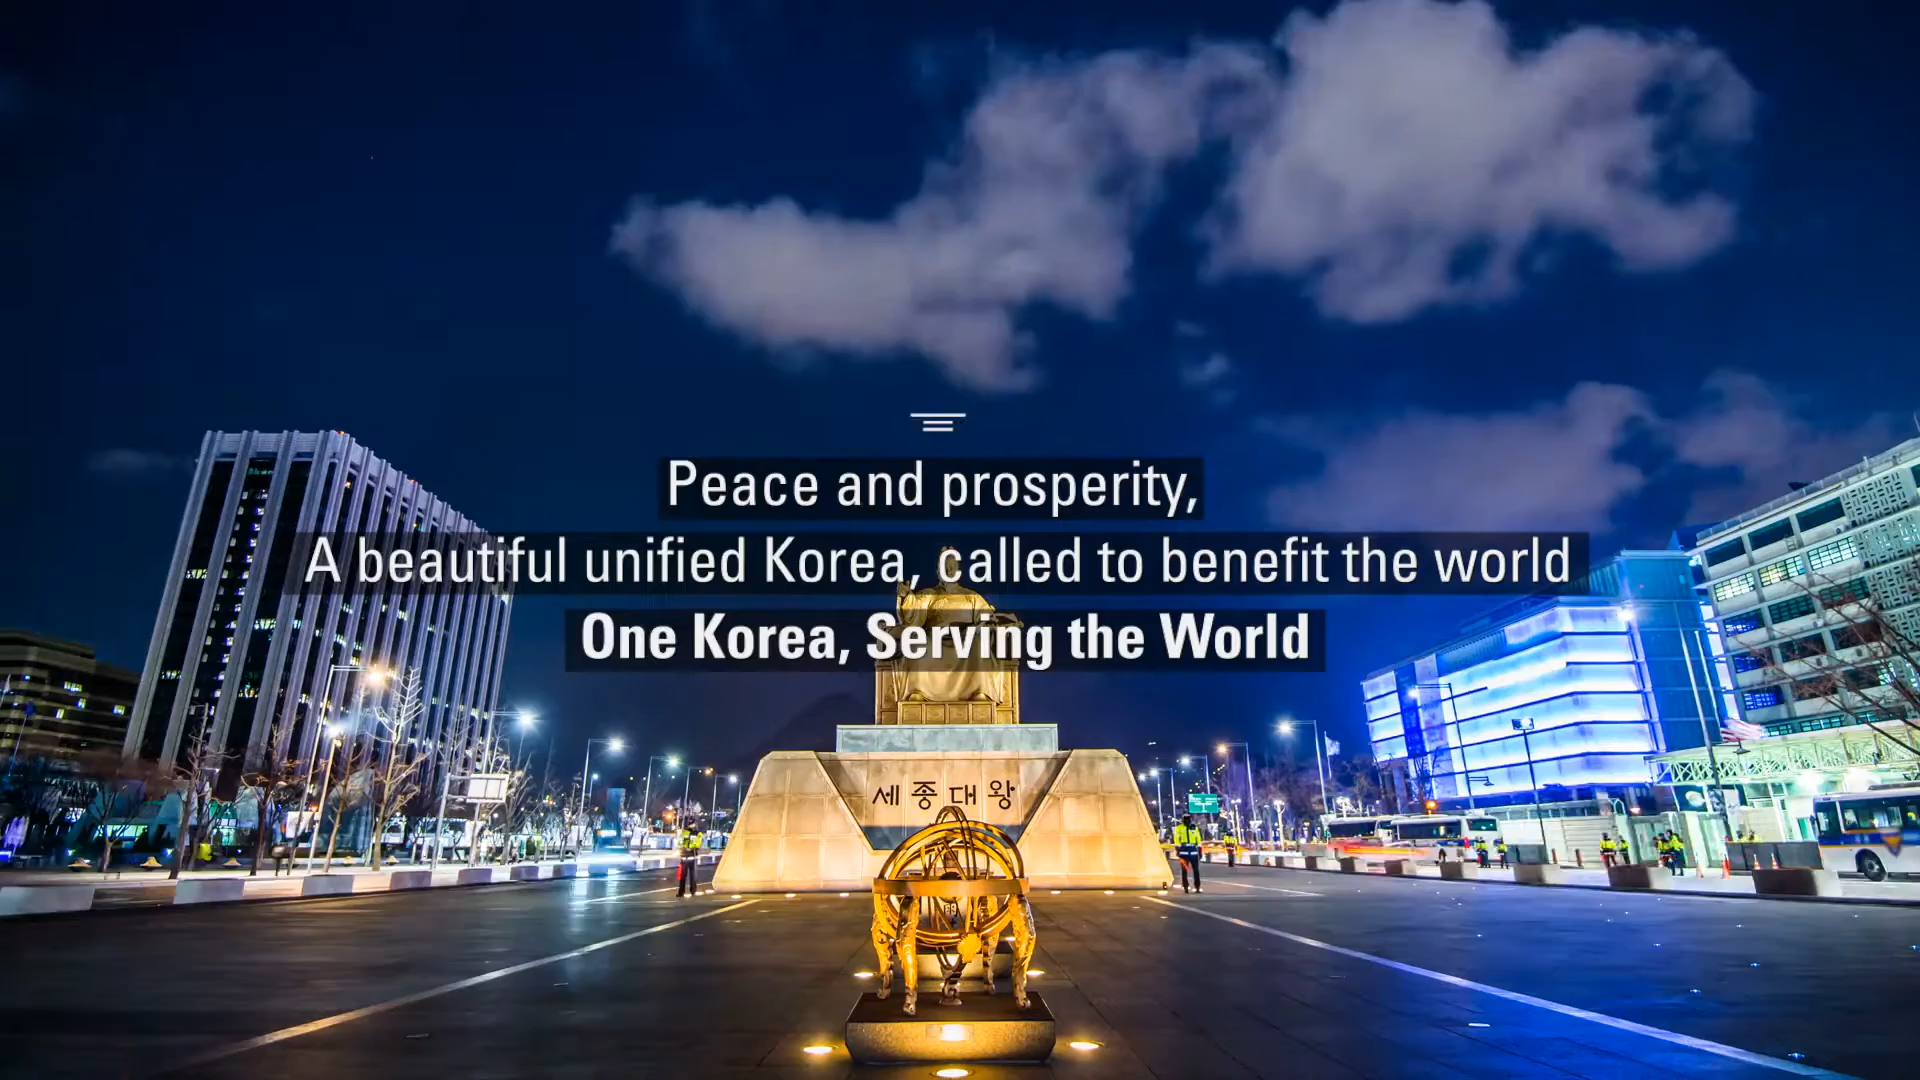 Peace and prosperity,
A beautiful unified Korea, called to benefit the world
One Korea, Serving the World
세종대왕